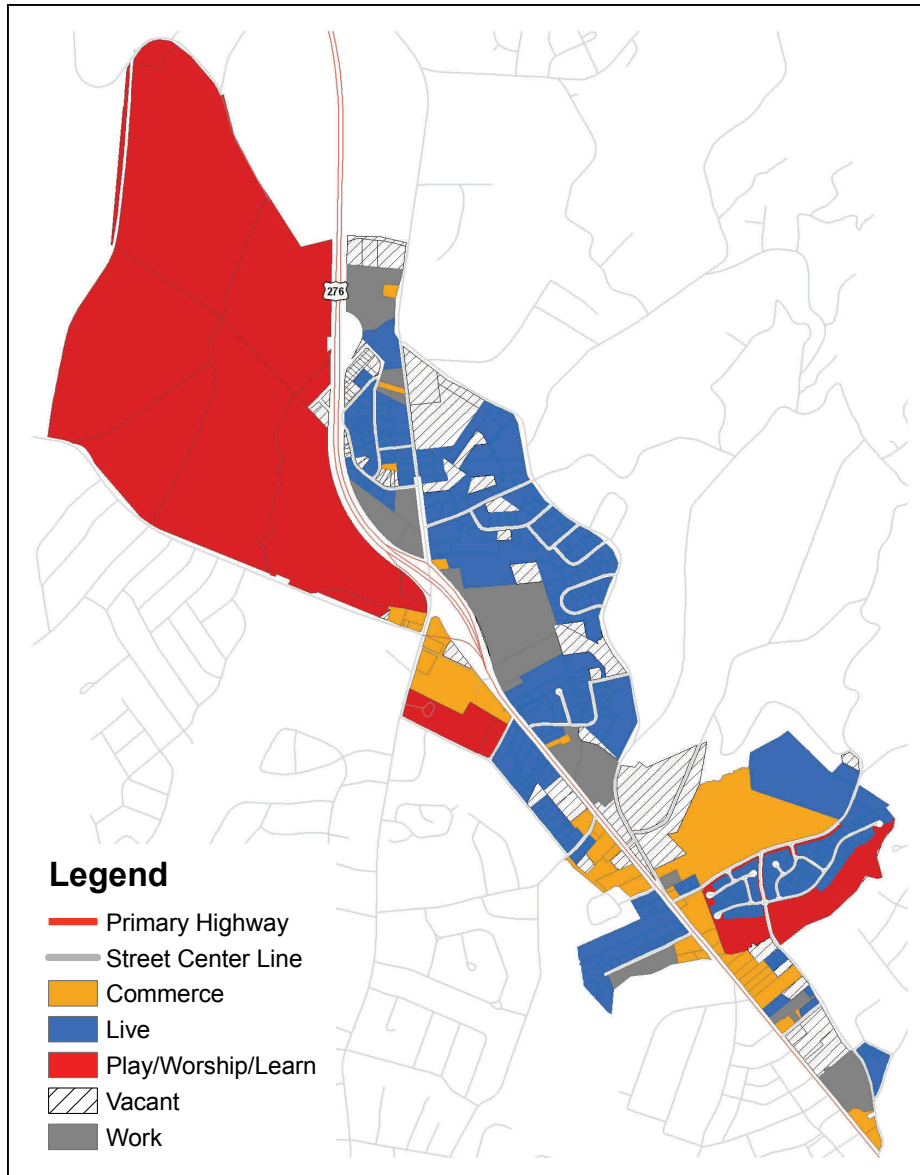 276
Legend
Primary Highway
Street Center Line
Commerce
Live
Play/Worship/Learn
Vacant
Work